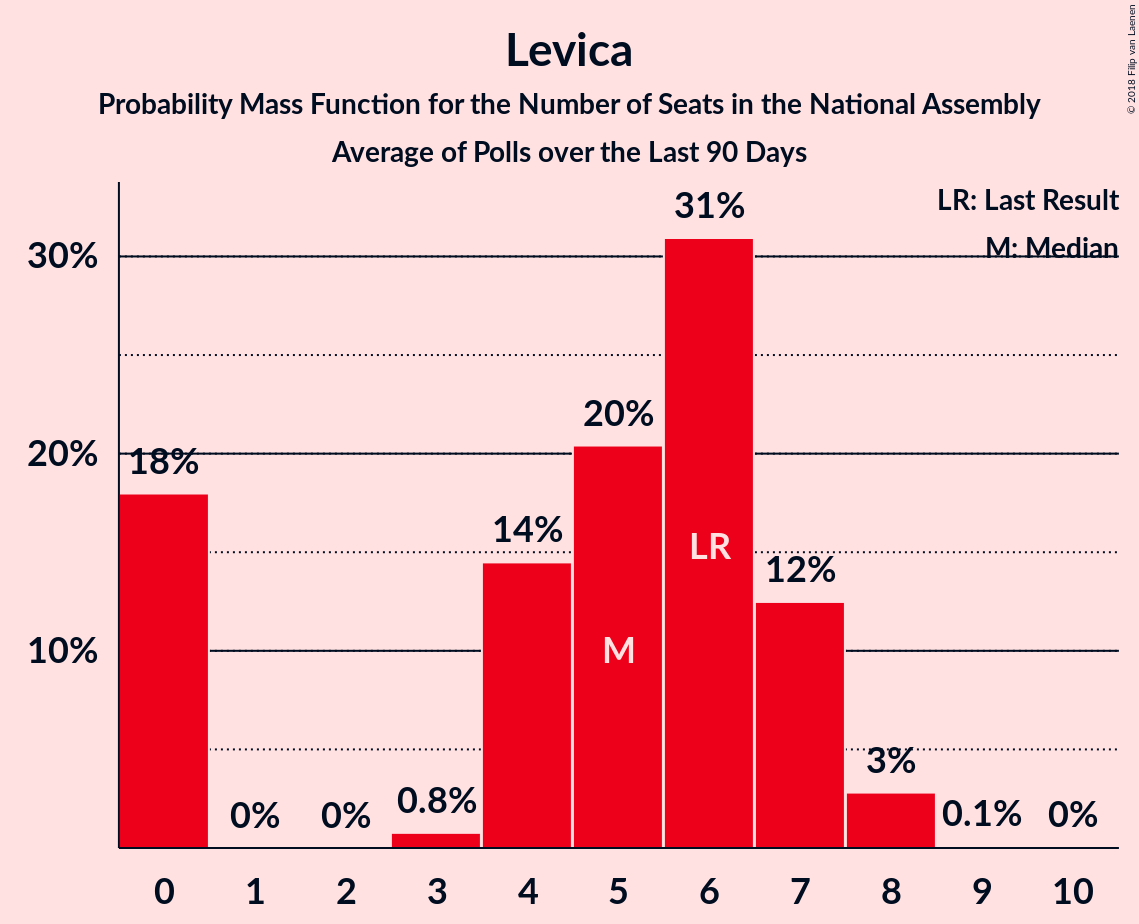 Levica
Probability Mass Function for the Number of Seats in the National Assembly
Average of Polls over the Last 90 Days
© 2018 Filip van Laenen
LR: Last Result
M: Median
30%
20%
10%
18%
0%
0%
0.8%
14%
20%
31%
12%
3%
0.1%
0%
M
LR
0 1 2 3 4 5 6 7 8 9 10